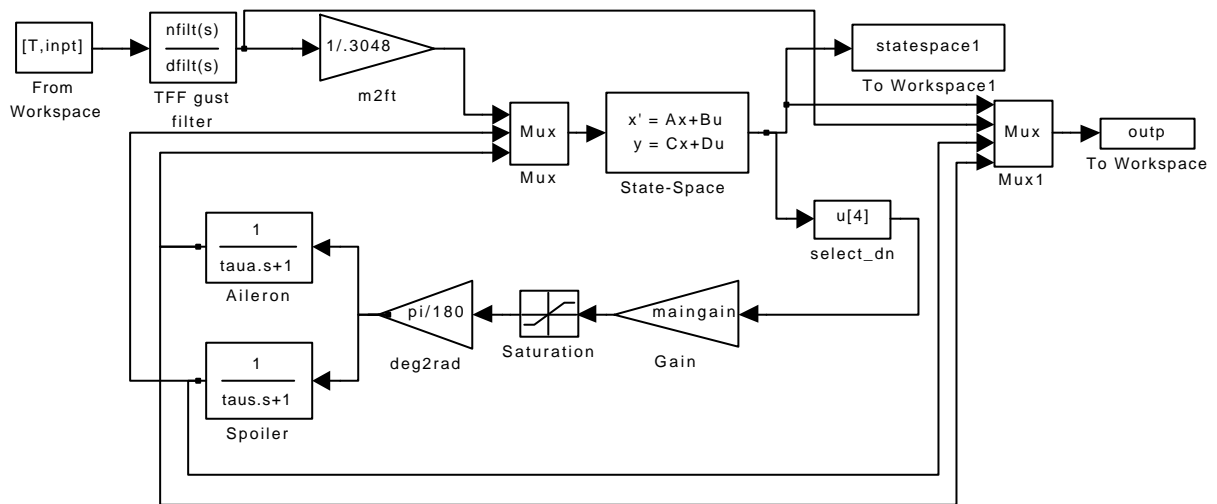 [T,inpt]
From
Workspace
nfilt(s)
dfilt(s)
TFF gust
filter
1/.3048
m2ft
Mux
Mux
x' = Ax+Bu
y = Cx+Du
State-Space
statespace1
To Workspace1
Mux
Mux1
outp
To Workspace
u[4]
select_dn
1
taua.s+1
Aileron
pi/180
deg2rad
Saturation
maingain
Gain
1
taus.s+1
Spoiler